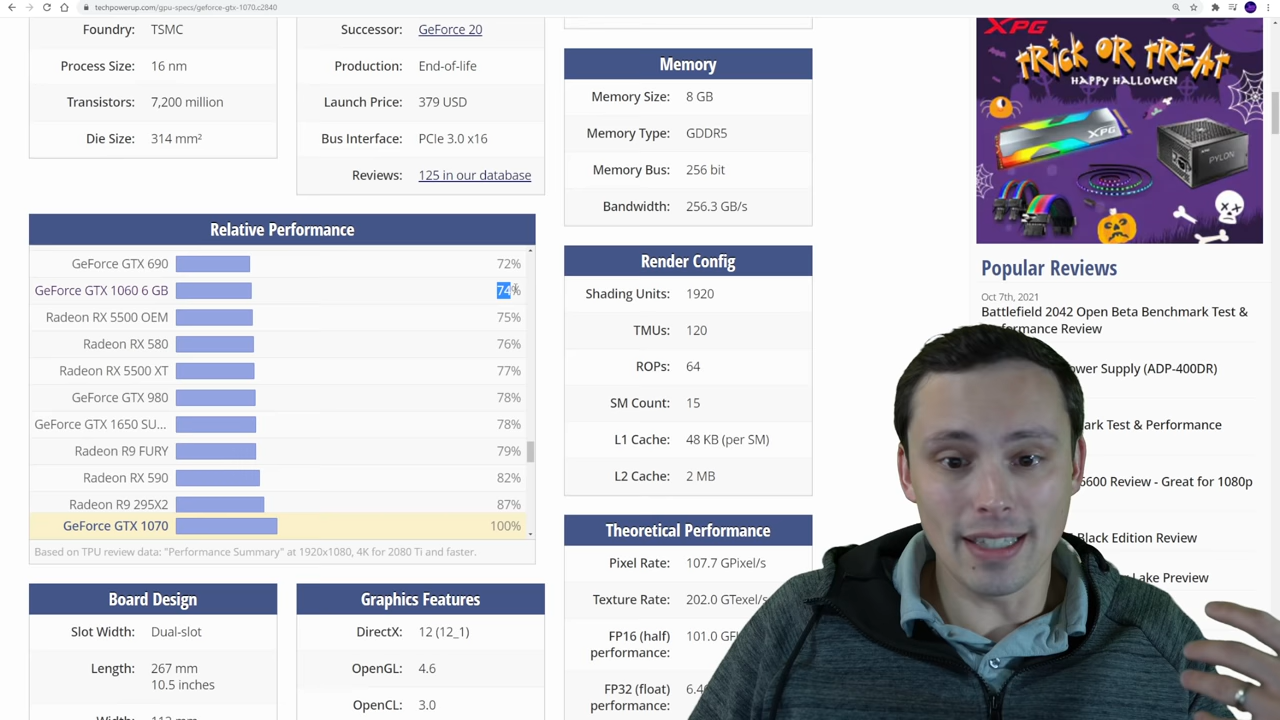 techpowerup.com/gpu-specs/geforce-gtx-1070.c2840
Foundry: TSMC
Process Size: 16 nm
Transistors: 7,200 million
Die Size: 314 mm²
Successor: GeForce 20
Production: End-of-life
Launch Price: 379 USD
Bus Interface: PCIe 3.0 x16
Reviews: 125 in our database
Relative Performance
GeForce GTX 690 72%
GeForce GTX 1060 6 GB 74%
Radeon RX 5500 OEM 75%
Radeon RX 580 76%
Radeon RX 5500 XT 77%
GeForce GTX 980 78%
GeForce GTX 1650 SU... 78%
Radeon R9 FURY 79%
Radeon RX 590 82%
Radeon R9 295X2 87%
GeForce GTX 1070 100%
Based on TPU review data: "Performance Summary" at 1920x1080, 4K for 2080 Ti and faster.
Board Design
Slot Width: Dual-slot
Length: 267 mm
10.5 inches
Graphics Features
DirectX: 12 (12_1)
OpenGL: 4.6
OpenCL: 3.0
Memory
Memory Size: 8 GB
Memory Type: GDDR5
Memory Bus: 256 bit
Bandwidth: 256.3 GB/s
Render Config
Shading Units: 1920
TMUs: 120
ROPs: 64
SM Count: 15
L1 Cache: 48 KB (per SM)
L2 Cache: 2 MB
Theoretical Performance
Pixel Rate: 107.7 GPixel/s
Texture Rate: 202.0 GTexel/s
FP16 (half) 101.0
performance:
FP32 (float)
performance:
XPG
TRICK OR TREAT
HAPPY HALLOWEN
XPG
PYLON
Popular Reviews
Oct 7th, 2021
Battlefield 2042 Open Beta Benchmark Test &
Review
Supply (ADP-400DR)
Test & Performance
Review - Great for 1080p
Black Edition Review
Lake Preview